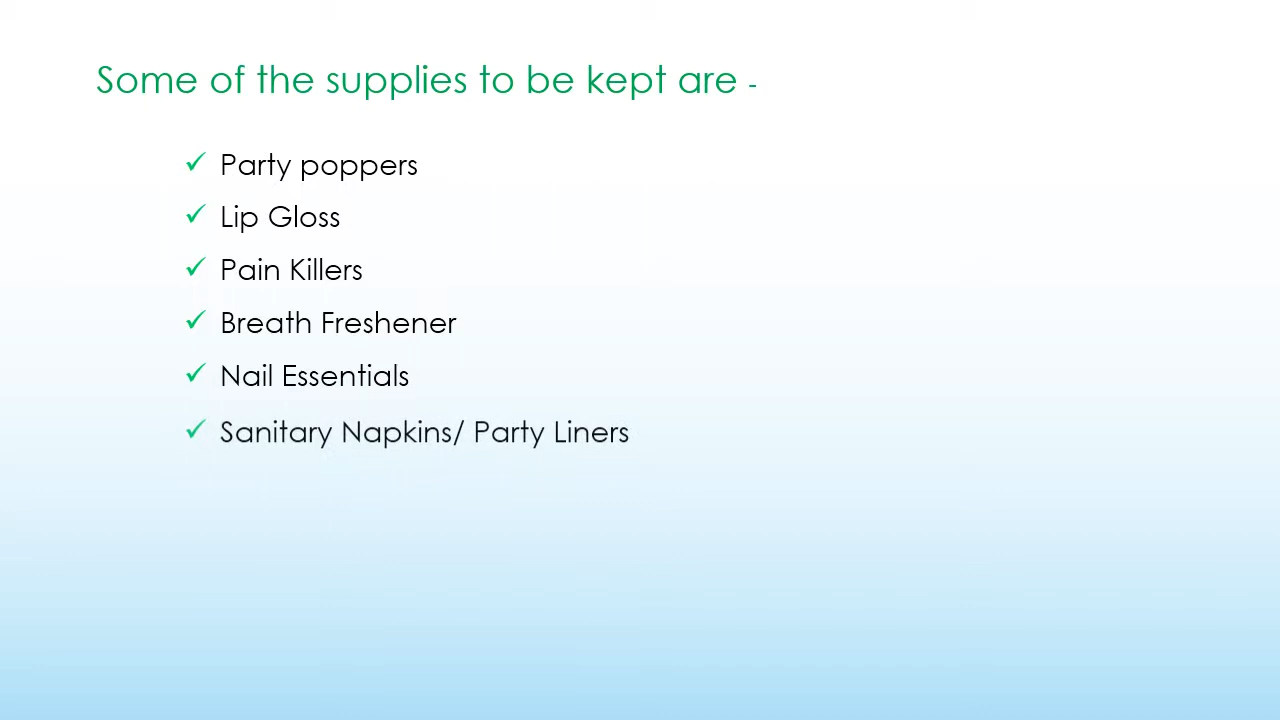 Some of the supplies to be kept are -
✓ Party poppers
✓ Lip Gloss
✓ Pain Killers
✓ Breath Freshener
✓ Nail Essentials
✓ Sanitary Napkins/ Party Liners